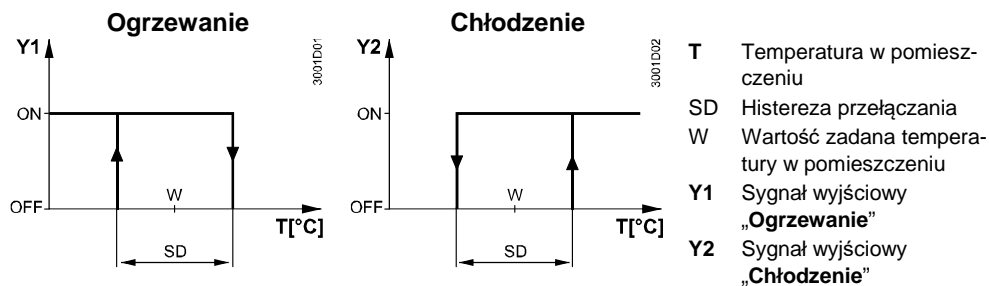 Ogrzewanie
Y1
3001D01
ON
W
OFF
T[°C]
SD
Chłodzenie
Y2
3001D02
ON
W
OFF
T[°C]
SD
T Temperatura w pomiesz-
czeniu
SD Histereza przełączania
W Wartość zadana tempera-
tury w pomieszczeniu
Y1 Sygnał wyjściowy
„Ogrzewanie”
Y2 Sygnał wyjściowy
„Chłodzenie”